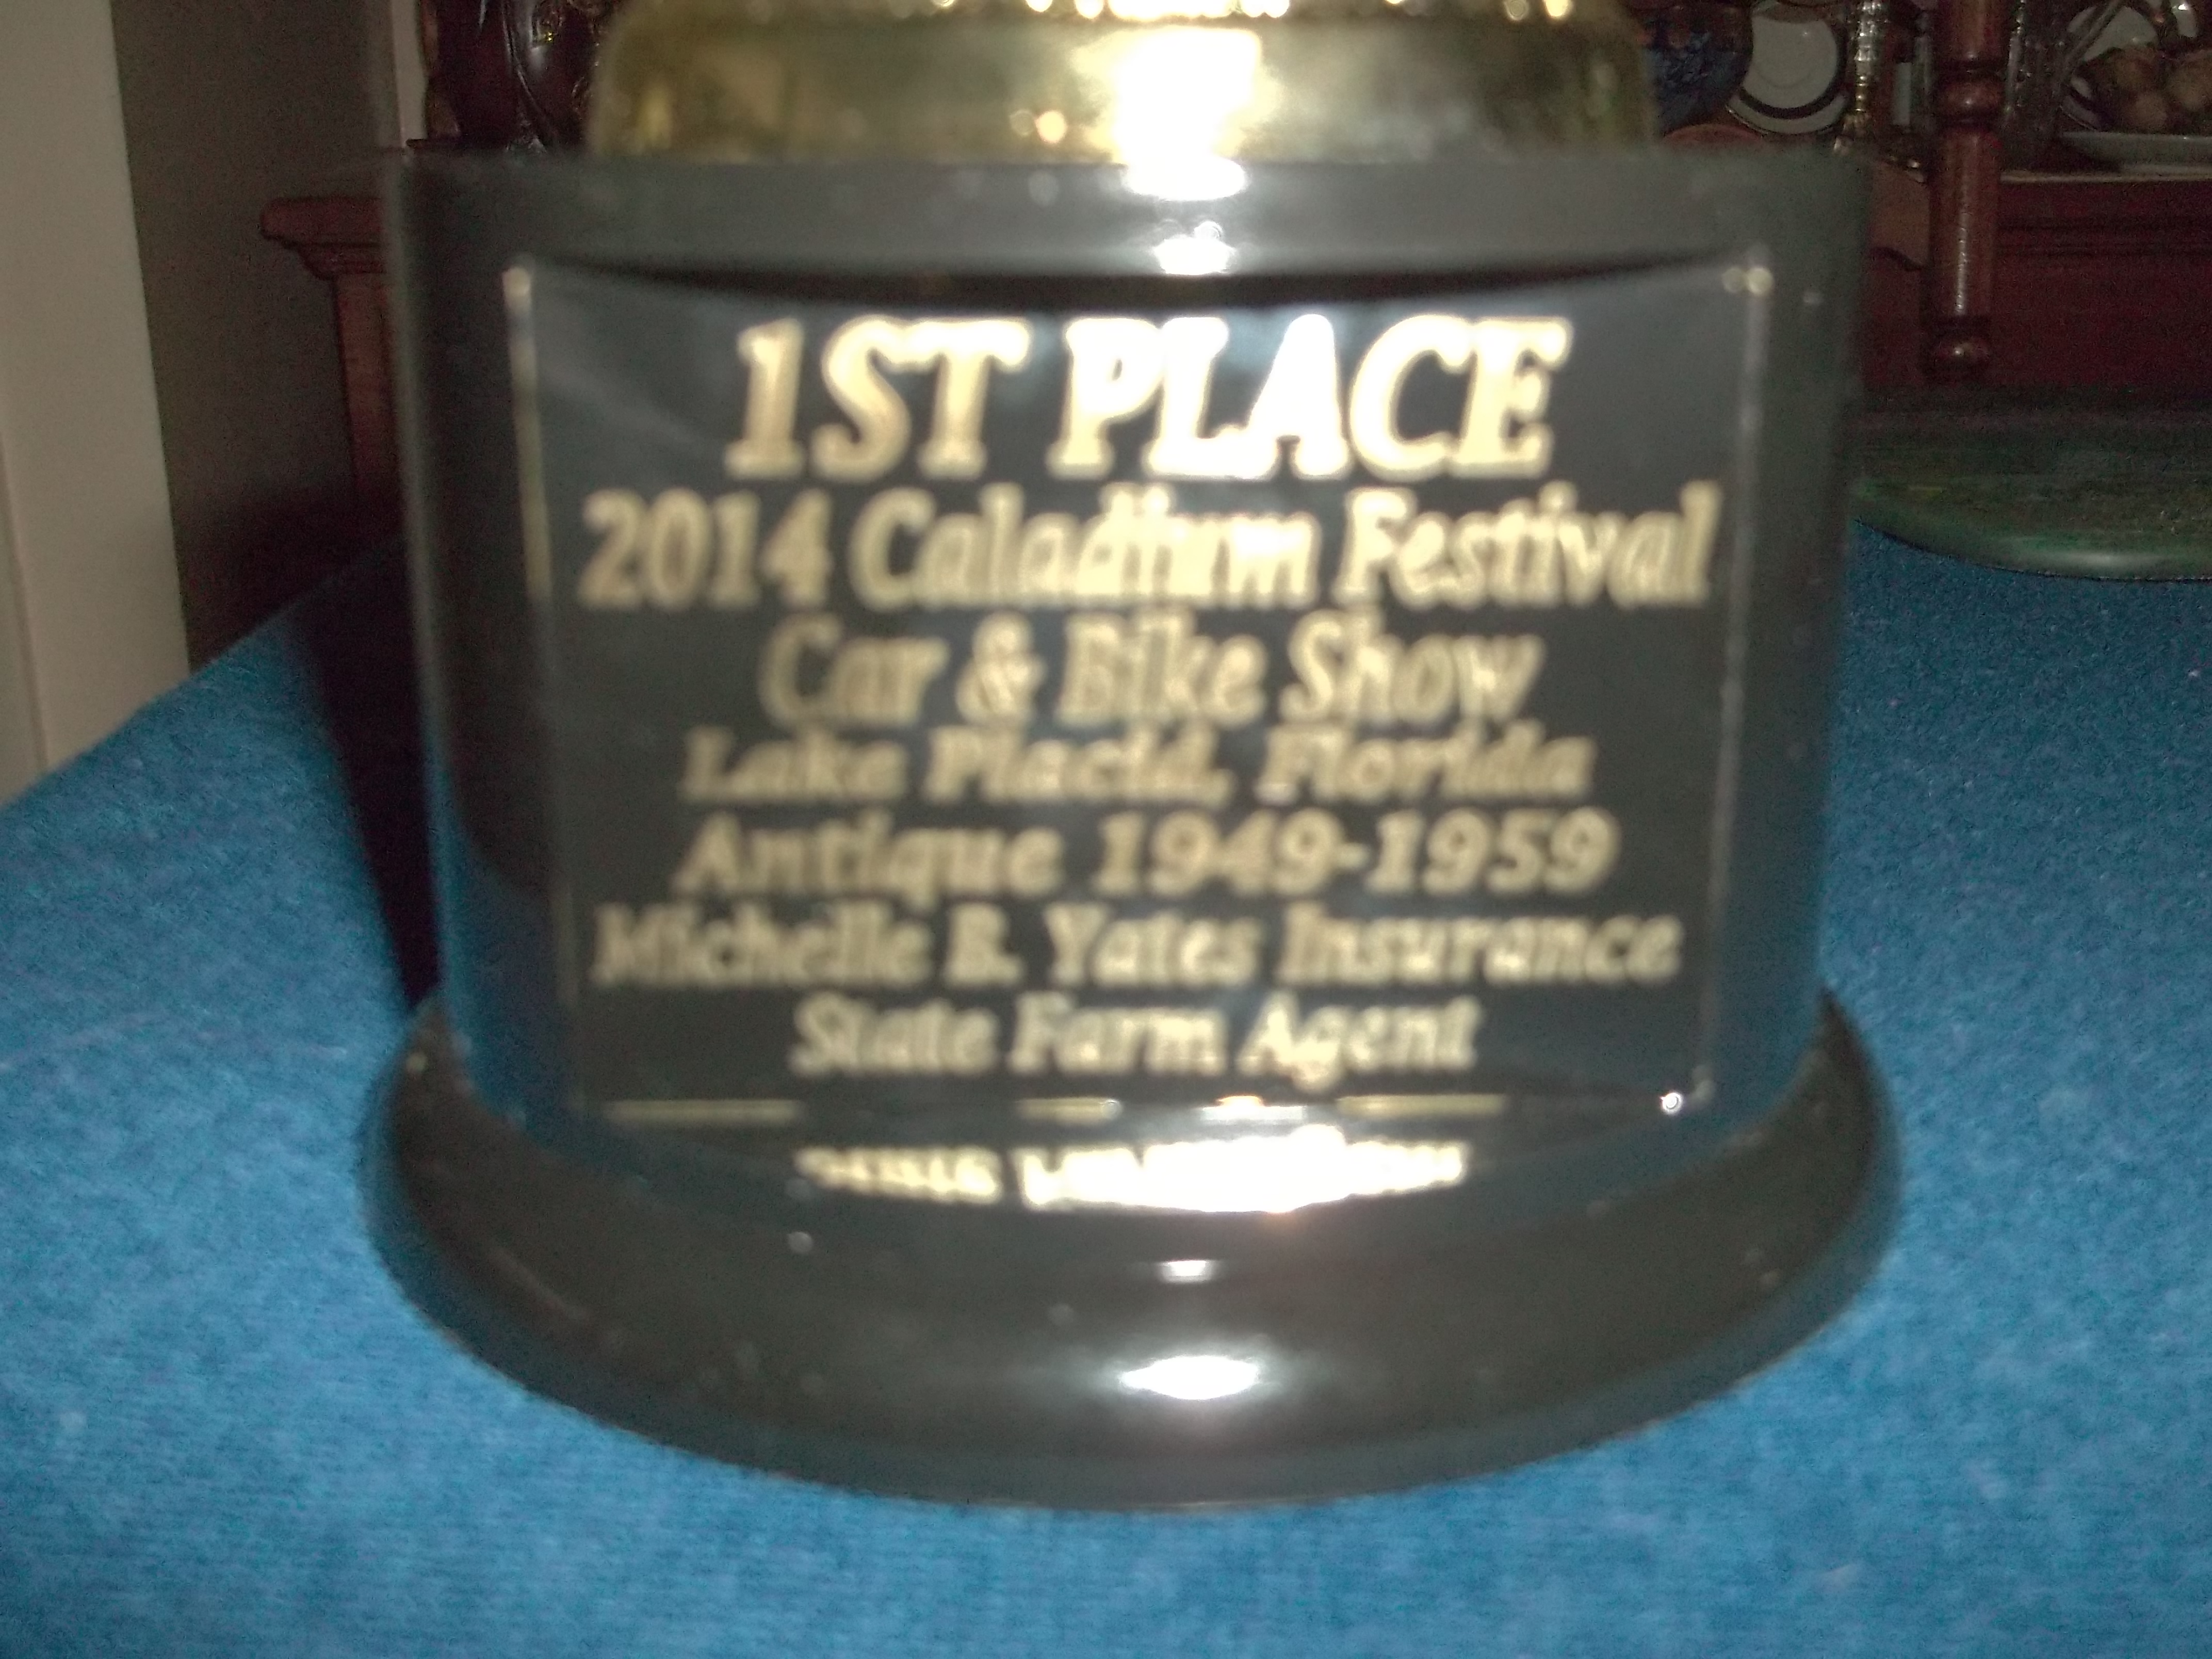 1ST PLACE
2014 Caladium Festival
Car & Bike Show
Lake Placid, Florida
Antique 1949-1959
Michelle B. Yates Insurance
State Farm Agent